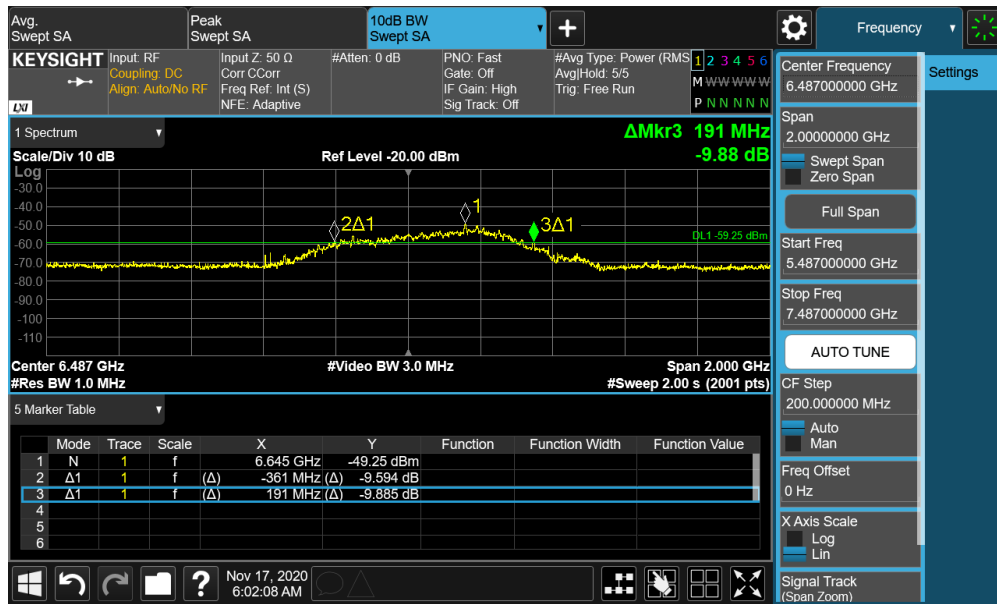 Avg.
Swept SA
Peak
Swept SA
10dB BW
Swept SA
Frequency
KEYSIGHT
LXI
Input: RF
Coupling: DC
Align: Auto/No RF
Input Z: 50 Ω
Corr CCorr
Freq Ref: Int (S)
NFE: Adaptive
#Atten: 0 dB
PNO: Fast
Gate: Off
IF Gain: High
Sig Track: Off
#Avg Type: Power (RMS
Avg|Hold: 5/5
Trig: Free Run
1 2 3 4 5 6
M W W W W W
P N N N N N
Center Frequency
6.487000000 GHz
Settings
Span
2.00000000 GHz
Swept Span
Zero Span
Full Span
Start Freq
5.487000000 GHz
Stop Freq
7.487000000 GHz
AUTO TUNE
CF Step
200.000000 MHz
Auto
Man
Freq Offset
0 Hz
X Axis Scale
Log
Lin
Signal Track
(Span Zoom)
1 Spectrum
ΔMkr3 191 MHz
-9.88 dB
Scale/Div 10 dB
Ref Level -20.00 dBm
Log
-30.0
-40.0
-50.0
-60.0
-70.0
-80.0
-90.0
-100
-110
2Δ1
1
3Δ1
DL1 -59.25 dBm
Center 6.487 GHz
#Video BW 3.0 MHz
Span 2.000 GHz
#Res BW 1.0 MHz
#Sweep 2.00 s (2001 pts)
5 Marker Table
Mode Trace Scale X Y Function Function Width Function Value
1 N 1 f 6.645 GHz -49.25 dBm
2 Δ1 1 f (Δ) -361 MHz (Δ) -9.594 dB
3 Δ1 1 f (Δ) 191 MHz (Δ) -9.885 dB
4
5
6
?
Nov 17, 2020
6:02:08 AM